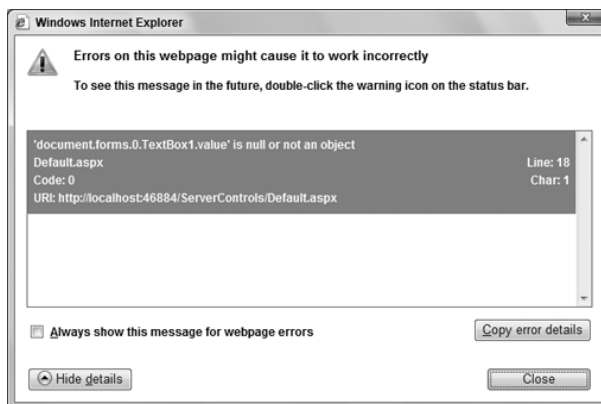 Windows Internet Explorer
Errors on this webpage might cause it to work incorrectly
To see this message in the future, double-click the warning icon on the status bar.
'document.forms.0.TextBox1.value' is null or not an object
Default.aspx Line: 18
Code: 0 Char: 1
URI: http://localhost:46884/ServerControls/Default.aspx
Always show this message for webpage errors
Copy error details
Hide details
Close